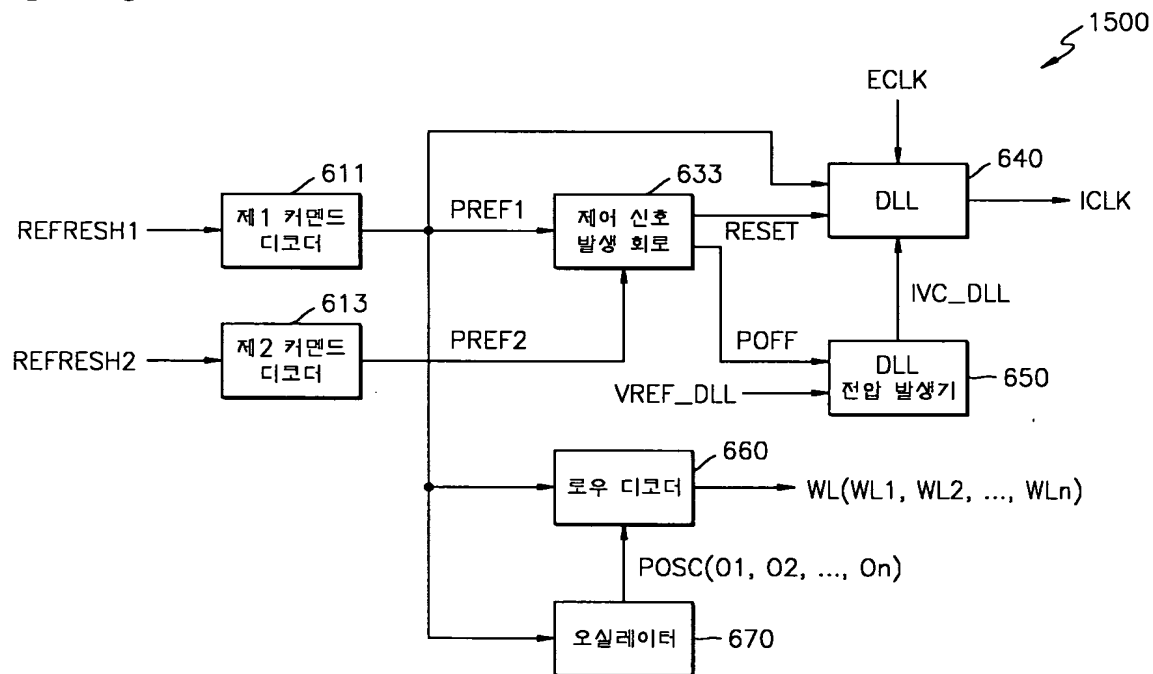 1500
ECLK
611
633
640
제1 커멘드
디코더
제어 신호
발생 회로
DLL
REFRESH1
PREF1
RESET
ICLK
613
IVC_DLL
제2 커멘드
디코더
REFRESH2
PREF2
POFF
DLL
전압 발생기
650
VREF_DLL
660
로우 디코더
WL(WL1, WL2, ..., WLn)
POSC(O1, O2, ..., On)
오실레이터
670